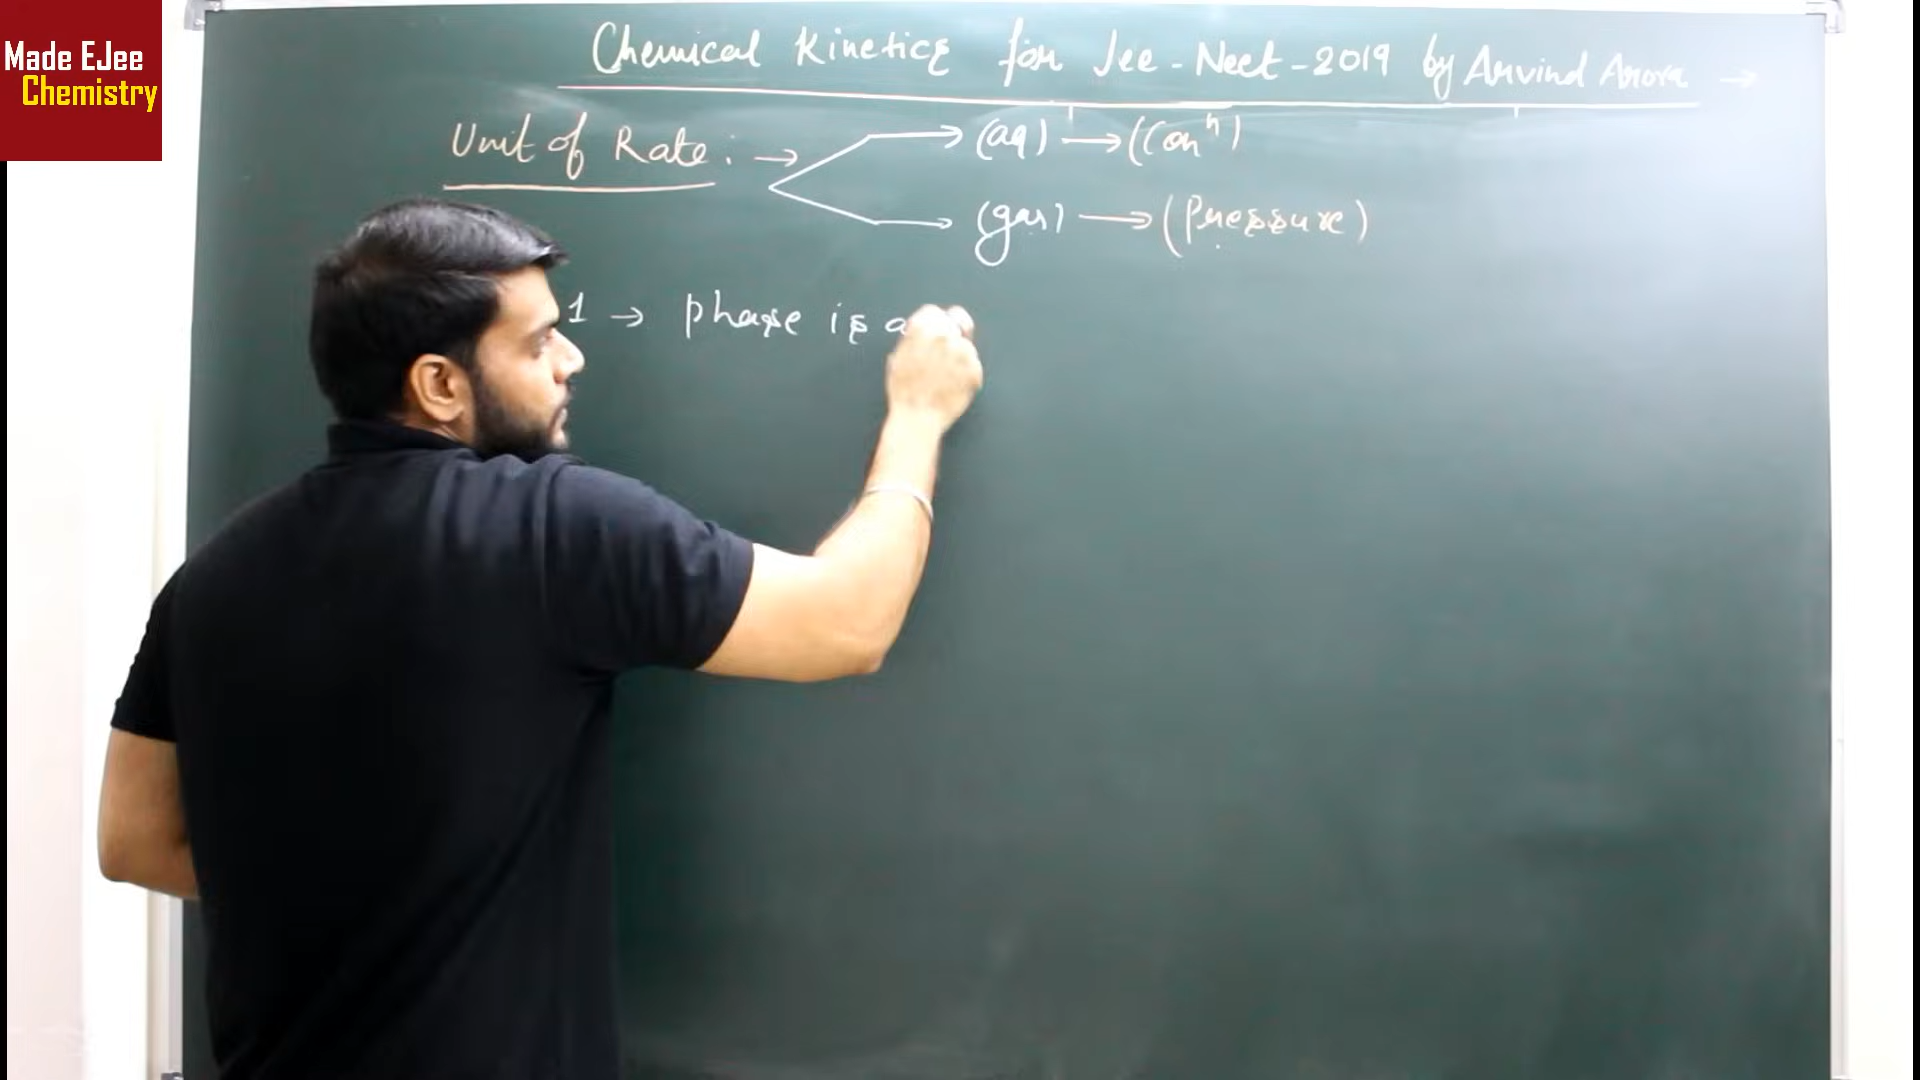 Made EJee
Chemistry
Chemical Kinetics for Jee - Neet - 2019 by Arvind Arora →
Unit of Rate : → (aq) → (Conⁿ)
(gas) → (Pressure)
1 → phase is a